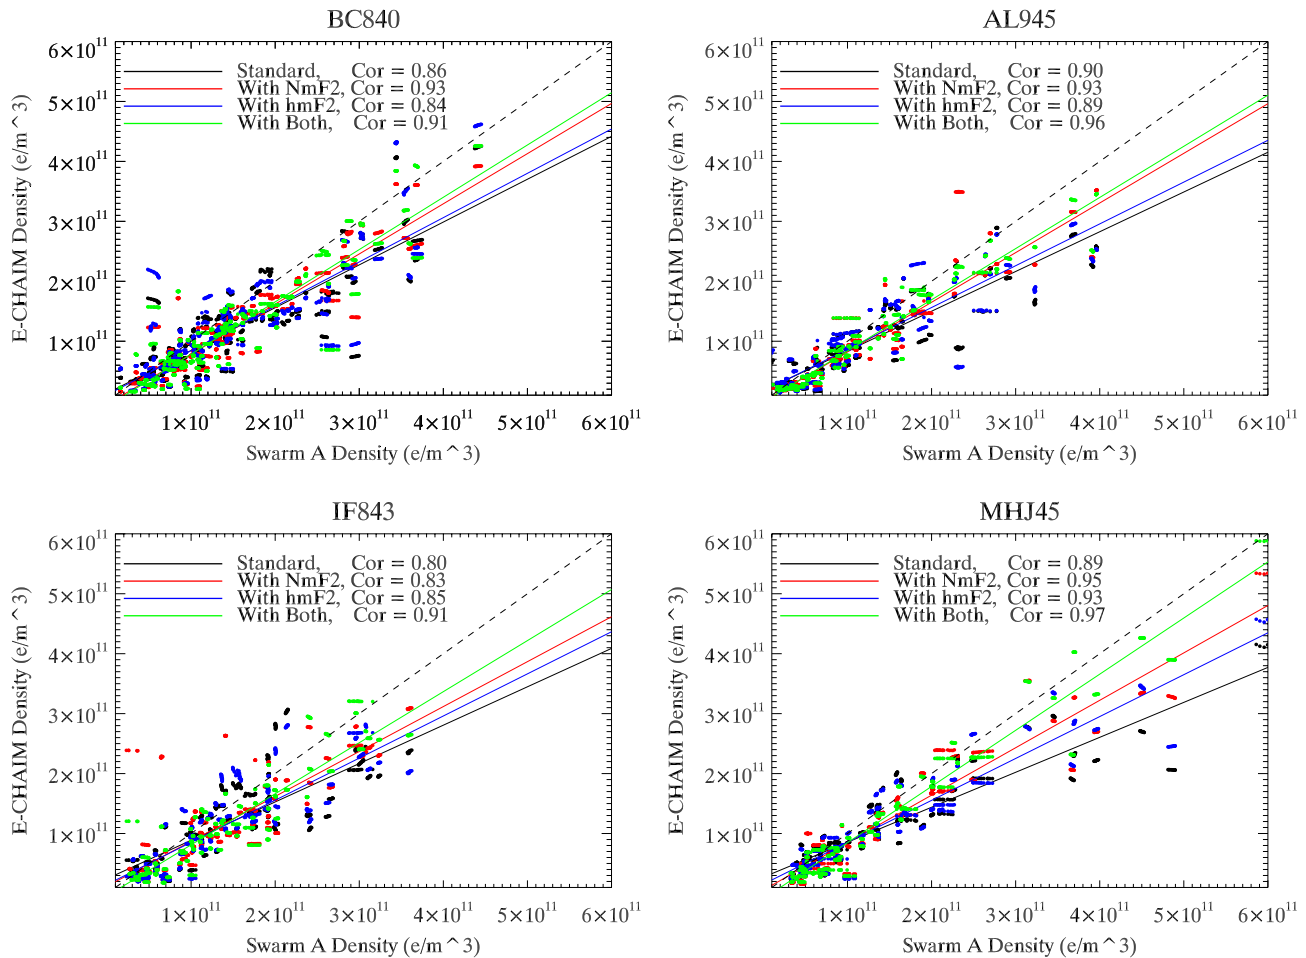 BC840
6×10^11
5×10^11
4×10^11
3×10^11
2×10^11
1×10^11
E-CHAIM Density (e/m^3)
Standard, Cor = 0.86
With NmF2, Cor = 0.93
With hmF2, Cor = 0.84
With Both, Cor = 0.91
1×10^11 2×10^11 3×10^11 4×10^11 5×10^11 6×10^11
Swarm A Density (e/m^3)
AL945
6×10^11
5×10^11
4×10^11
3×10^11
2×10^11
1×10^11
E-CHAIM Density (e/m^3)
Standard, Cor = 0.90
With NmF2, Cor = 0.93
With hmF2, Cor = 0.89
With Both, Cor = 0.96
1×10^11 2×10^11 3×10^11 4×10^11 5×10^11 6×10^11
Swarm A Density (e/m^3)
IF843
6×10^11
5×10^11
4×10^11
3×10^11
2×10^11
1×10^11
E-CHAIM Density (e/m^3)
Standard, Cor = 0.80
With NmF2, Cor = 0.83
With hmF2, Cor = 0.85
With Both, Cor = 0.91
1×10^11 2×10^11 3×10^11 4×10^11 5×10^11 6×10^11
Swarm A Density (e/m^3)
MHJ45
6×10^11
5×10^11
4×10^11
3×10^11
2×10^11
1×10^11
E-CHAIM Density (e/m^3)
Standard, Cor = 0.89
With NmF2, Cor = 0.95
With hmF2, Cor = 0.93
With Both, Cor = 0.97
1×10^11 2×10^11 3×10^11 4×10^11 5×10^11 6×10^11
Swarm A Density (e/m^3)